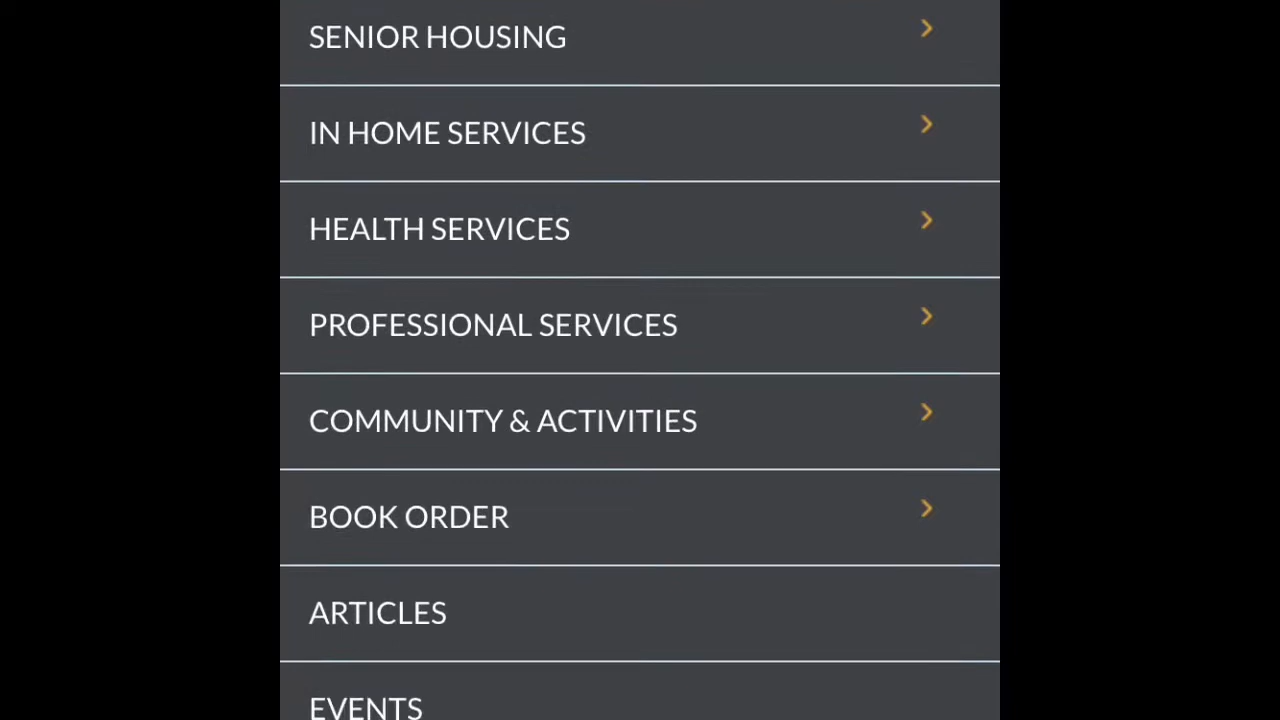 SENIOR HOUSING
IN HOME SERVICES
HEALTH SERVICES
PROFESSIONAL SERVICES
COMMUNITY & ACTIVITIES
BOOK ORDER
ARTICLES
EVENTS